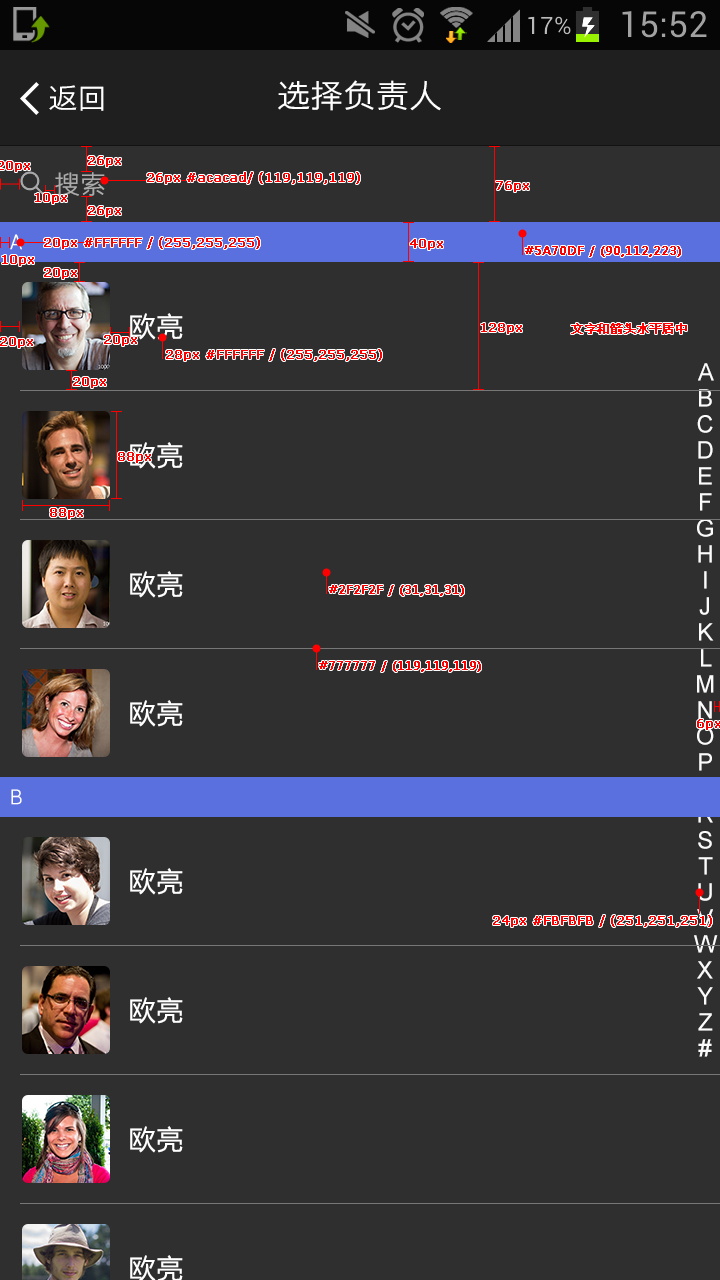 17% 15:52
返回 选择负责人
26px
20px
搜索 26px #acacad/ (119,119,119)
76px
10px
26px
A 20px #FFFFFF / (255,255,255) 40px #5A70DF / (90,112,223)
10px
20px
欧亮 128px 文字和箭头水平居中
20px 20px
28px #FFFFFF / (255,255,255)
20px
A
B
C
D
E
F
G
H
I
J
K
L
M
N
O
P
欧亮
88px
88px
欧亮
#2F2F2F / (31,31,31)
#777777 / (119,119,119)
欧亮
6px
B
R
S
T
U
V
W
X
Y
Z
#
欧亮
24px #FBFBFB / (251,251,251)
欧亮
欧亮
欧亮